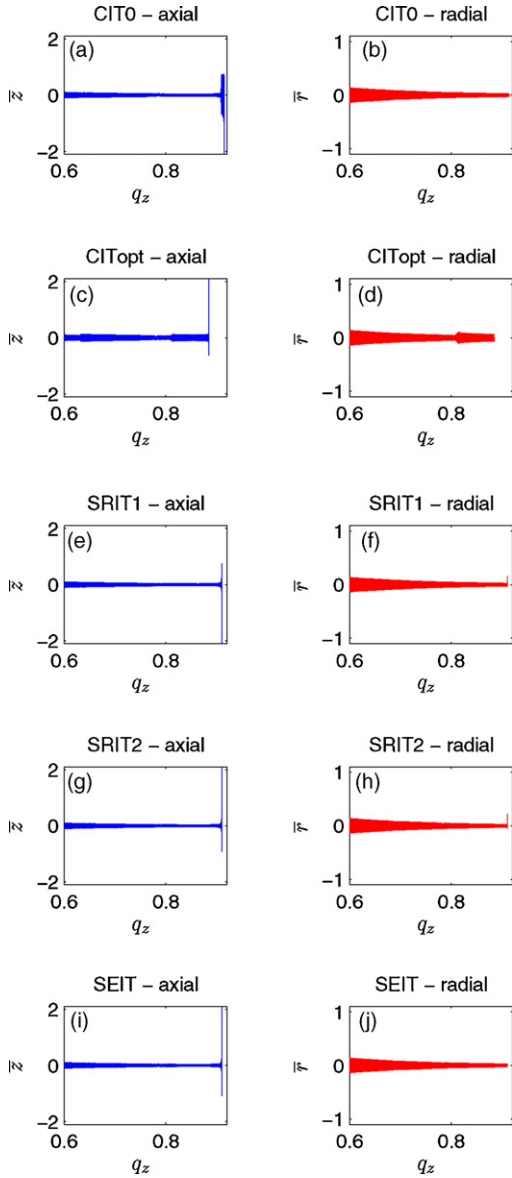 CIT0 – axial
CIT0 – radial
(a)
(b)
2
0
−2
z̅
1
0
−1
r̅
0.6 0.8
0.6 0.8
q_z
q_z
CITopt – axial
CITopt – radial
(c)
(d)
2
0
−2
z̅
1
0
−1
r̅
0.6 0.8
0.6 0.8
q_z
q_z
SRIT1 – axial
SRIT1 – radial
(e)
(f)
2
0
−2
z̅
1
0
−1
r̅
0.6 0.8
0.6 0.8
q_z
q_z
SRIT2 – axial
SRIT2 – radial
(g)
(h)
2
0
−2
z̅
1
0
−1
r̅
0.6 0.8
0.6 0.8
q_z
q_z
SEIT – axial
SEIT – radial
(i)
(j)
2
0
−2
z̅
1
0
−1
r̅
0.6 0.8
0.6 0.8
q_z
q_z